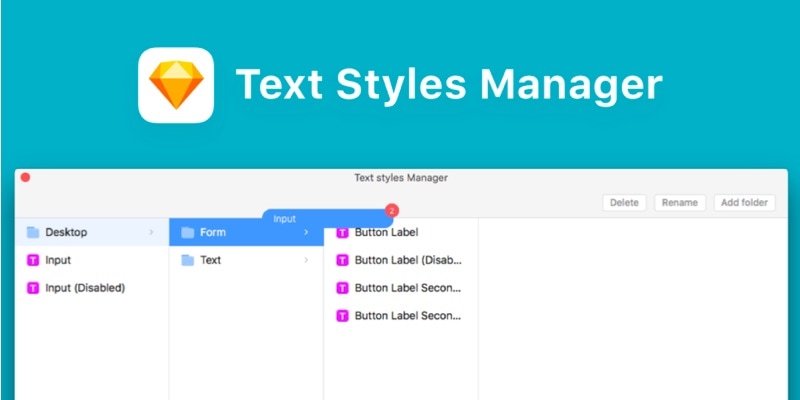 Text Styles Manager
Text styles Manager
Delete
Rename
Add folder
Input
2
Desktop
Form
Button Label
Input
Text
Button Label (Disab...
Input (Disabled)
Button Label Secon...
Button Label Secon...